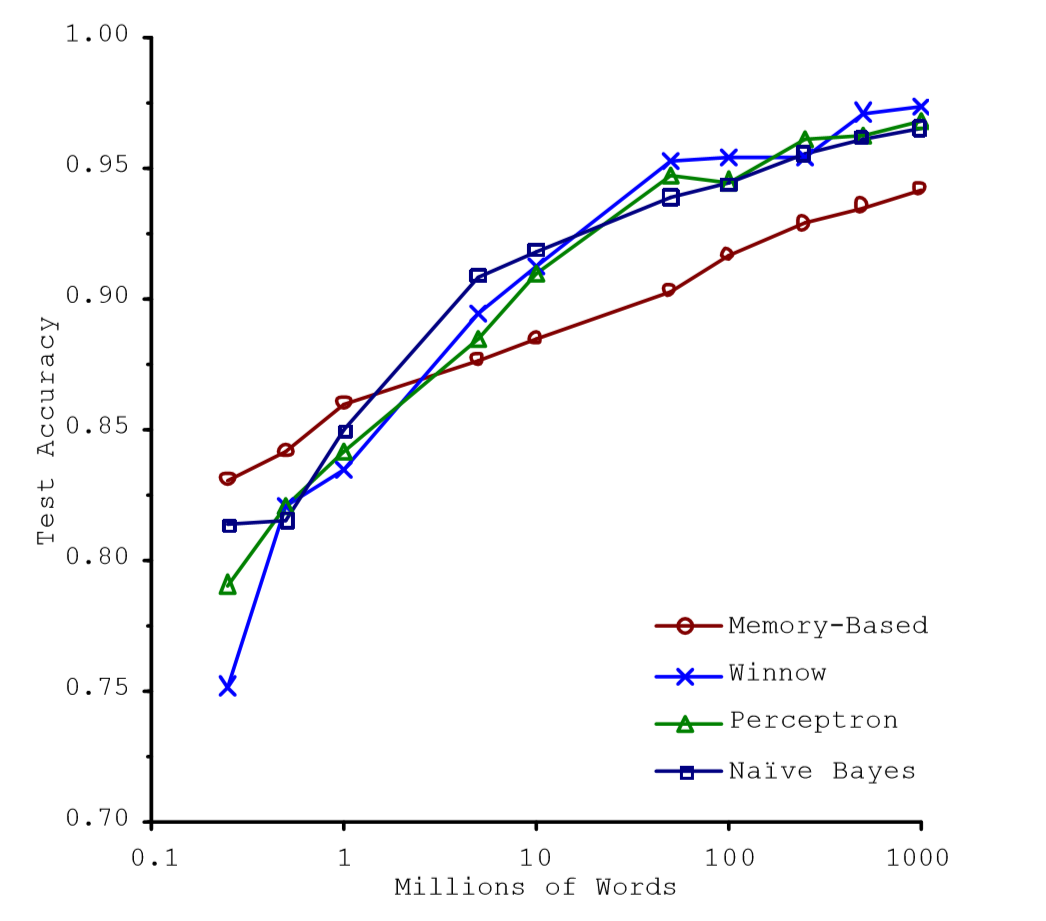 1.00
0.95
0.90
0.85
0.80
0.75
0.70
Test Accuracy
Memory-Based
Winnow
Perceptron
Naïve Bayes
0.1 1 10 100 1000
Millions of Words